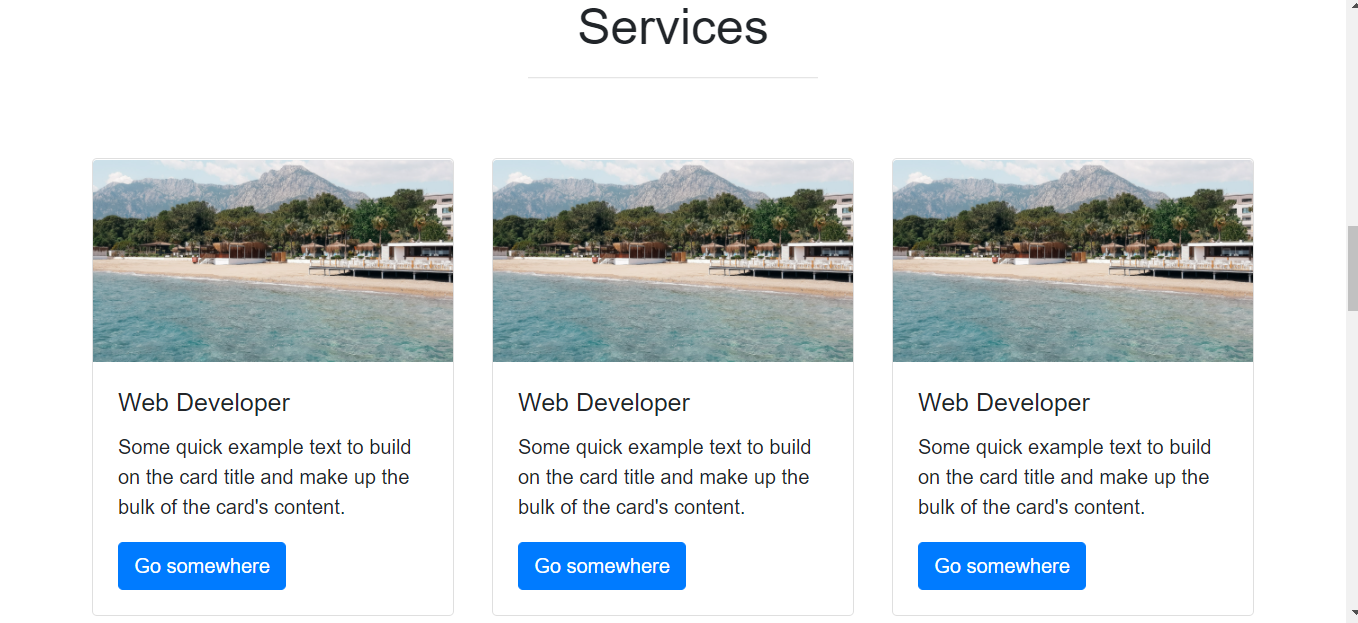 Services
Web Developer
Some quick example text to build
on the card title and make up the
bulk of the card's content.
Go somewhere
Web Developer
Some quick example text to build
on the card title and make up the
bulk of the card's content.
Go somewhere
Web Developer
Some quick example text to build
on the card title and make up the
bulk of the card's content.
Go somewhere